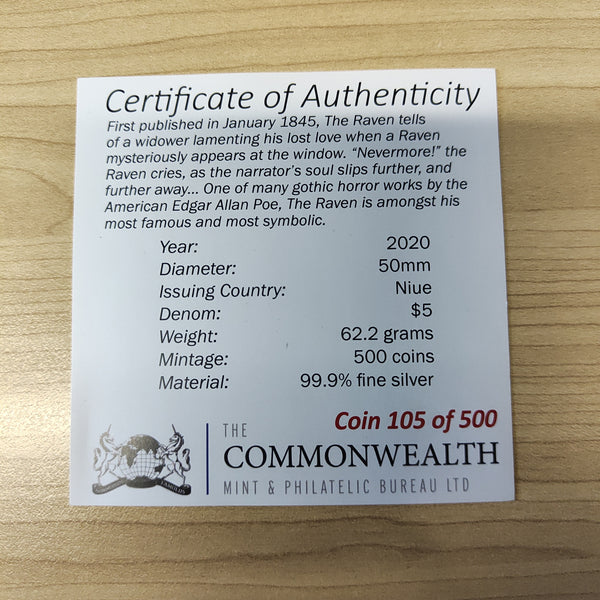 Certificate of Authenticity
First published in January 1845, The Raven tells
of a widower lamenting his lost love when a Raven
mysteriously appears at the window. “Nevermore!” the
Raven cries, as the narrator's soul slips further, and
further away... One of many gothic horror works by the
American Edgar Allan Poe, The Raven is amongst his
most famous and most symbolic.
Year: 2020
Diameter: 50mm
Issuing Country: Niue
Denom: $5
Weight: 62.2 grams
Mintage: 500 coins
Material: 99.9% fine silver
Coin 105 of 500
THE
COMMONWEALTH
MINT & PHILATELIC BUREAU LTD